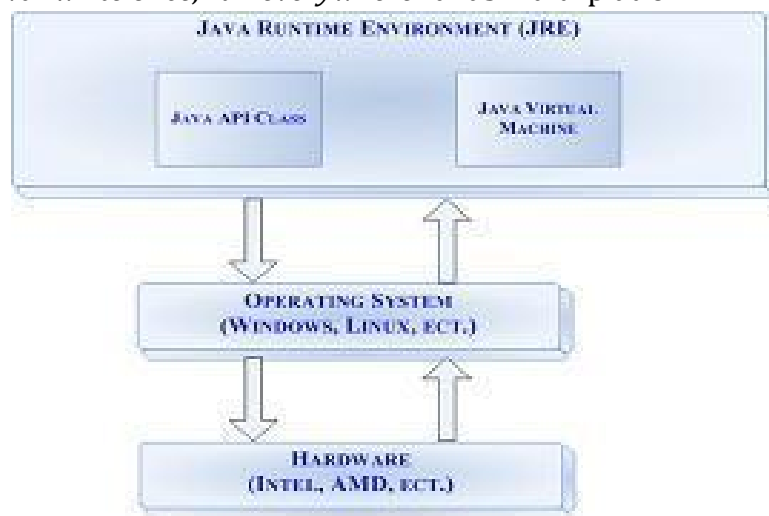 JAVA RUNTIME ENVIRONMENT (JRE)
JAVA API CLASS
JAVA VIRTUAL
MACHINE
OPERATING SYSTEM
(WINDOWS, LINUX, ECT.)
HARDWARE
(INTEL, AMD, ECT.)